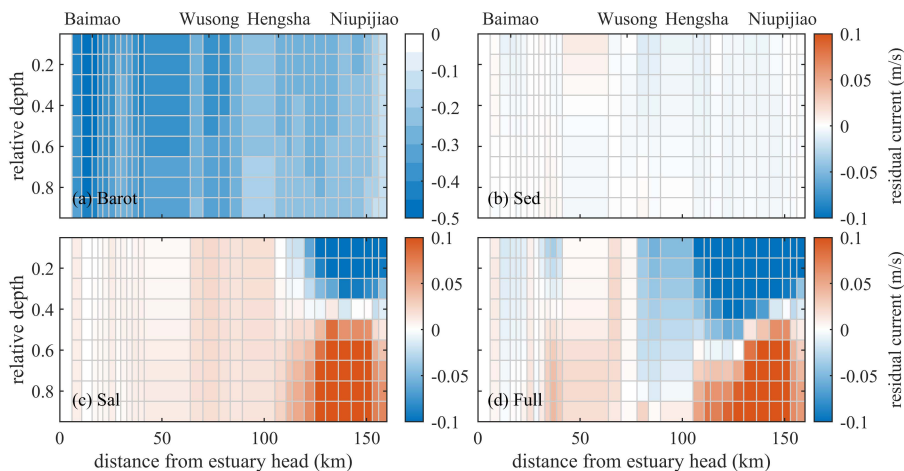 Baimao Wusong Hengsha Niupijiao Baimao Wusong Hengsha Niupijiao
relative depth
0.2
0.4
0.6
0.8
(a) Barot
0
-0.1
-0.2
-0.3
-0.4
-0.5
(b) Sed
0.1
0.05
0
-0.05
-0.1
residual current (m/s)
relative depth
0.2
0.4
0.6
0.8
(c) Sal
0 50 100 150
distance from estuary head (km)
0.1
0.05
0
-0.05
-0.1
(d) Full
0 50 100 150
distance from estuary head (km)
0.1
0.05
0
-0.05
-0.1
residual current (m/s)